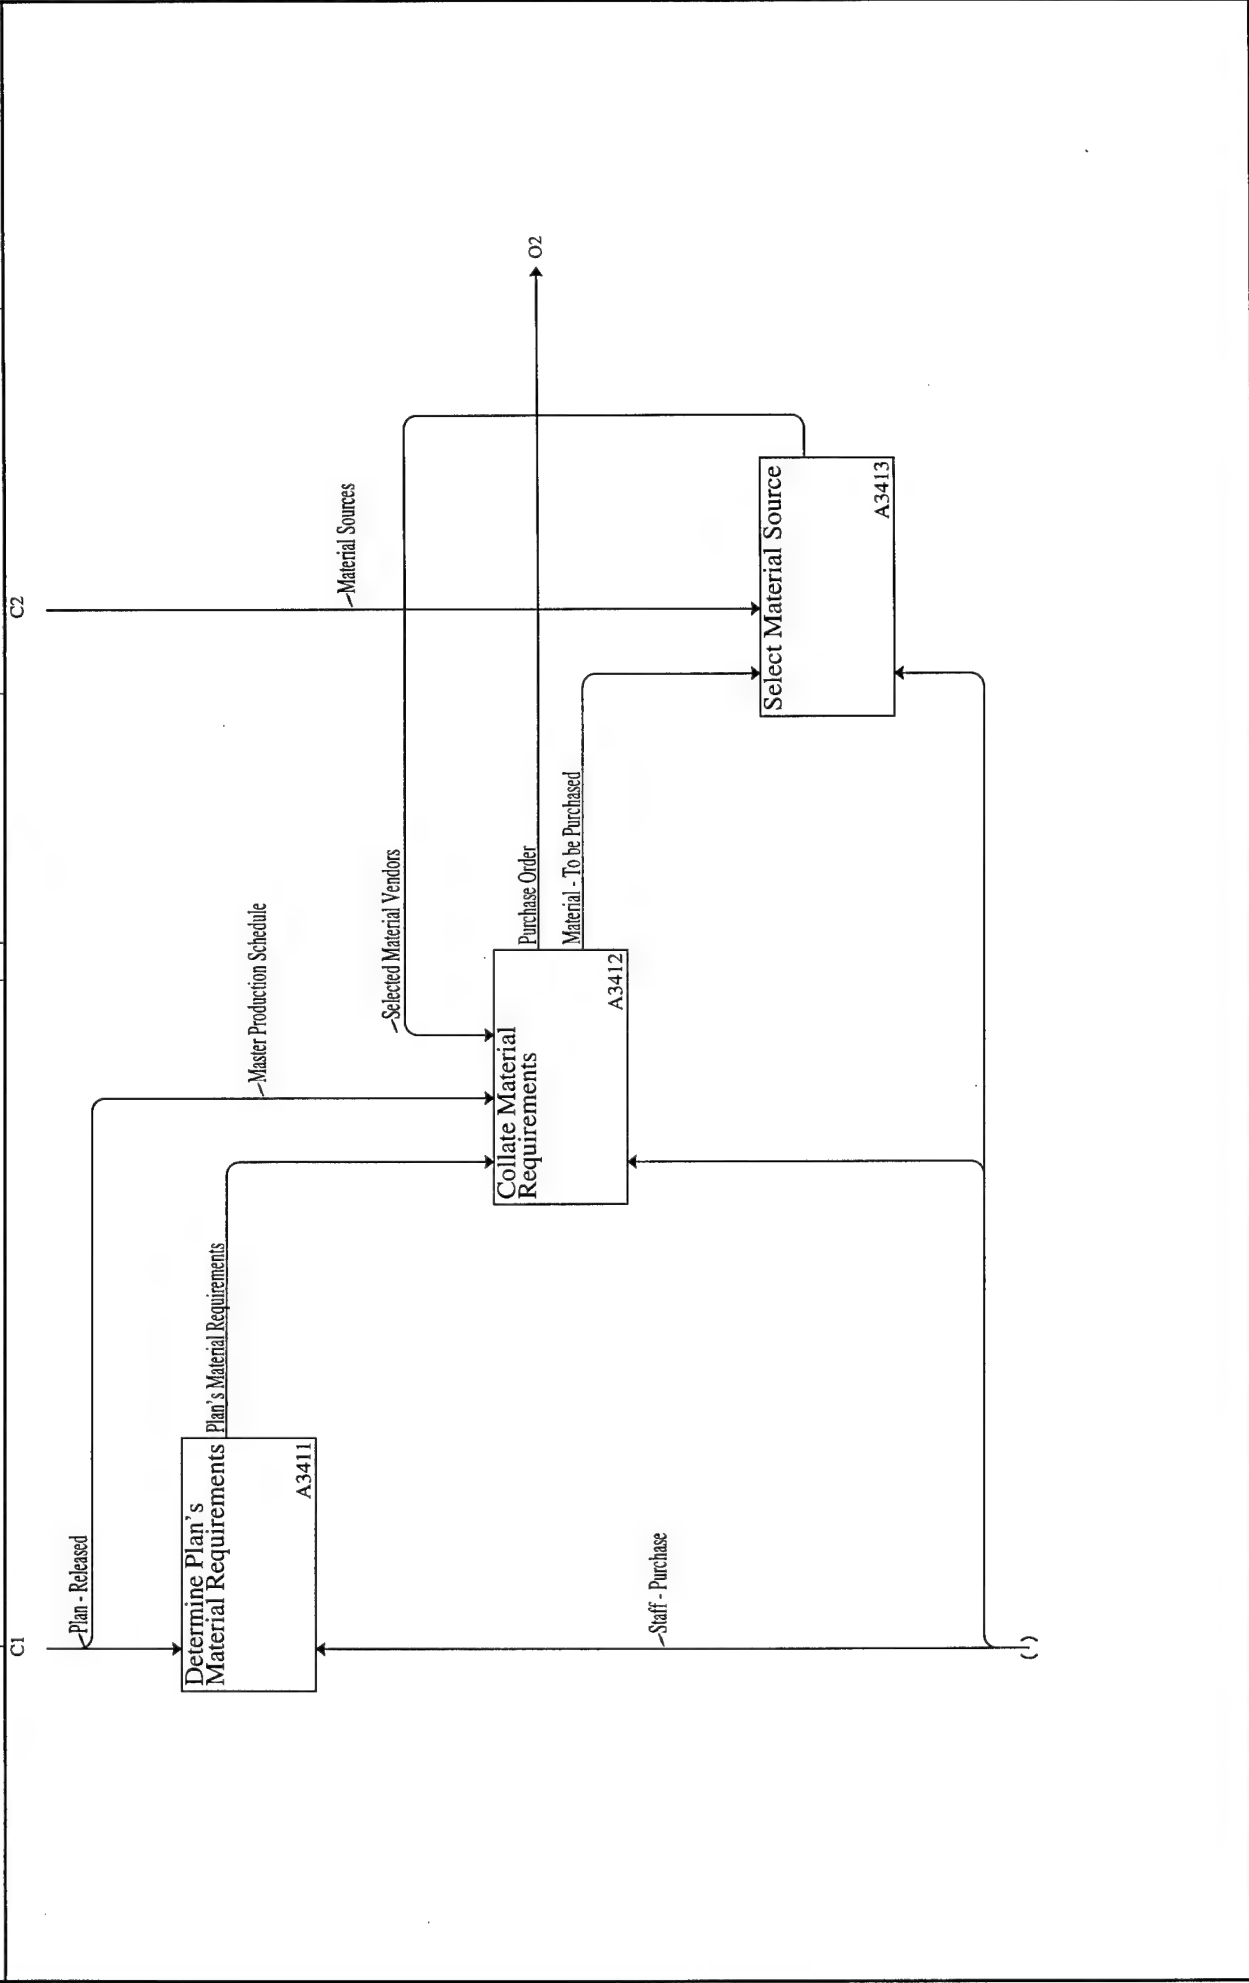 C1
C2
Plan - Released
Determine Plan's
Material Requirements
A3411
Plan's Material Requirements
Master Production Schedule
Material Sources
Selected Material Vendors
Collate Material
Requirements
A3412
Purchase Order
O2
Material - To be Purchased
Select Material Source
A3413
Staff - Purchase
( )